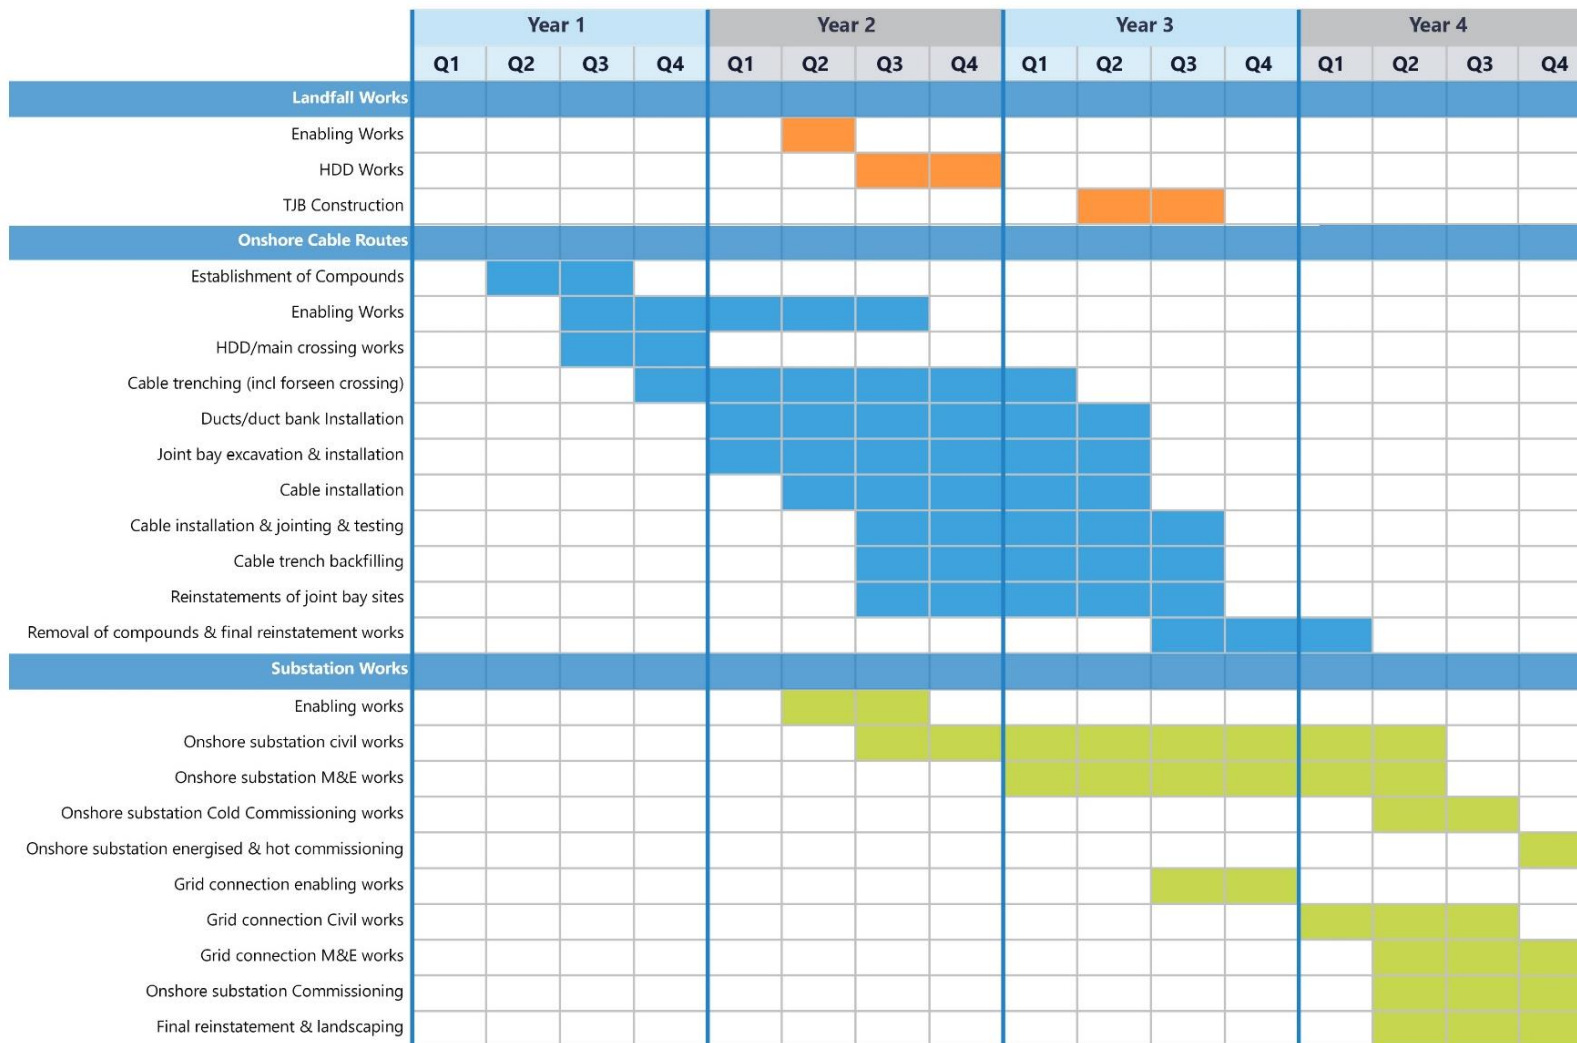 Year 1 Year 2 Year 3 Year 4
Q1 Q2 Q3 Q4 Q1 Q2 Q3 Q4 Q1 Q2 Q3 Q4 Q1 Q2 Q3 Q4
Landfall Works
Enabling Works
HDD Works
TJB Construction
Onshore Cable Routes
Establishment of Compounds
Enabling Works
HDD/main crossing works
Cable trenching (incl forseen crossing)
Ducts/duct bank Installation
Joint bay excavation & installation
Cable installation
Cable installation & jointing & testing
Cable trench backfilling
Reinstatements of joint bay sites
Removal of compounds & final reinstatement works
Substation Works
Enabling works
Onshore substation civil works
Onshore substation M&E works
Onshore substation Cold Commissioning works
Onshore substation energised & hot commissioning
Grid connection enabling works
Grid connection Civil works
Grid connection M&E works
Onshore substation Commissioning
Final reinstatement & landscaping